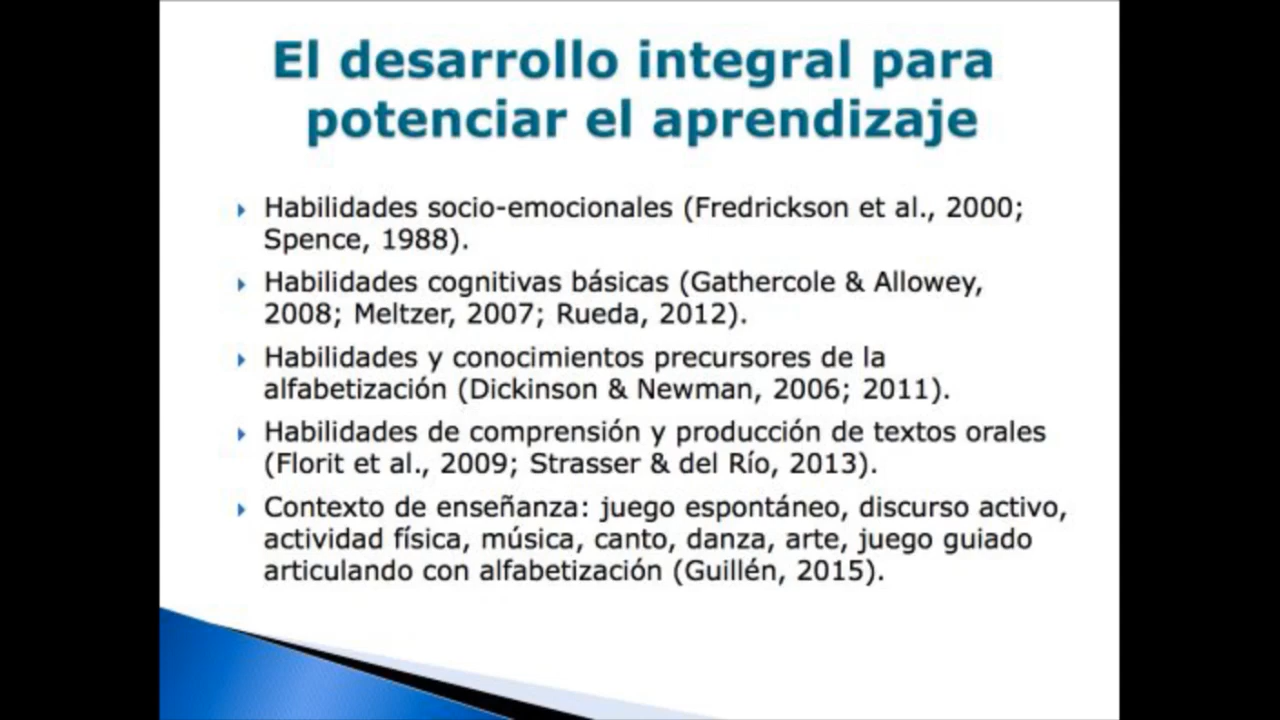 El desarrollo integral para
potenciar el aprendizaje
Habilidades socio-emocionales (Fredrickson et al., 2000;
Spence, 1988).
Habilidades cognitivas básicas (Gathercole & Allowey,
2008; Meltzer, 2007; Rueda, 2012).
Habilidades y conocimientos precursores de la
alfabetización (Dickinson & Newman, 2006; 2011).
Habilidades de comprensión y producción de textos orales
(Florit et al., 2009; Strasser & del Río, 2013).
Contexto de enseñanza: juego espontáneo, discurso activo,
actividad física, música, canto, danza, arte, juego guiado
articulando con alfabetización (Guillén, 2015).